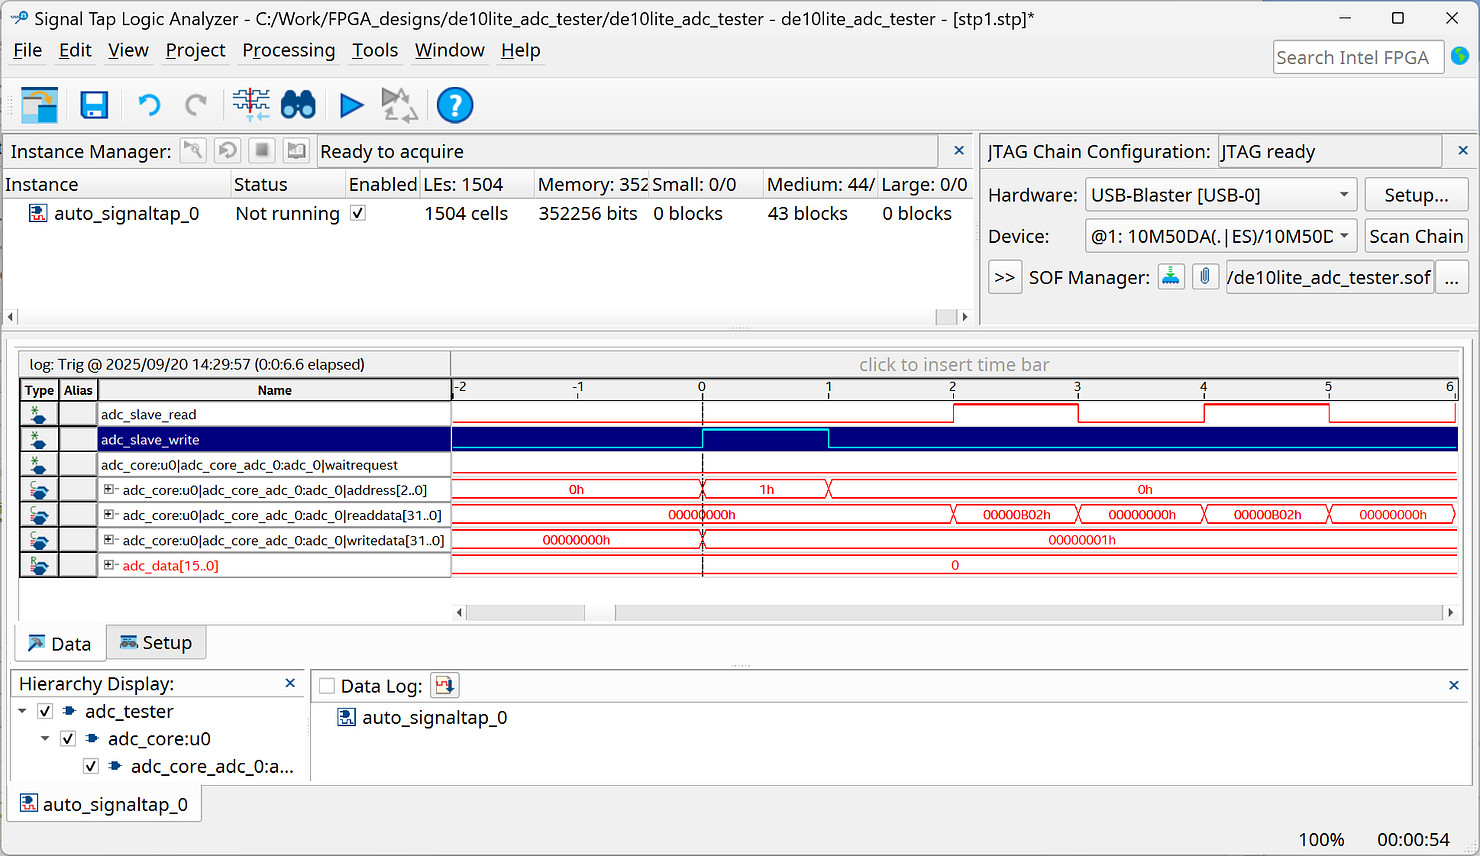 Signal Tap Logic Analyzer - C:/Work/FPGA_designs/de10lite_adc_tester/de10lite_adc_tester - de10lite_adc_tester - [stp1.stp]*
File Edit View Project Processing Tools Window Help
Search Intel FPGA
Instance Manager: Ready to acquire
Instance Status Enabled LEs: 1504 Memory: 352 Small: 0/0 Medium: 44/ Large: 0/0
auto_signaltap_0 Not running 1504 cells 352256 bits 0 blocks 43 blocks 0 blocks
JTAG Chain Configuration: JTAG ready
Hardware: USB-Blaster [USB-0] Setup...
Device: @1: 10M50DA(.|ES)/10M50D Scan Chain
>> SOF Manager: /de10lite_adc_tester.sof ...
log: Trig @ 2025/09/20 14:29:57 (0:0:6.6 elapsed) click to insert time bar
Type Alias Name -2 -1 0 1 2 3 4 5 6
adc_slave_read
adc_slave_write
adc_core:u0|adc_core_adc_0:adc_0|waitrequest
adc_core:u0|adc_core_adc_0:adc_0|address[2..0] 0h 1h 0h
adc_core:u0|adc_core_adc_0:adc_0|readdata[31..0] 00000000h 00000B02h 00000000h 00000B02h 00000000h
adc_core:u0|adc_core_adc_0:adc_0|writedata[31..0] 00000000h 00000001h
adc_data[15..0] 0
Data Setup
Hierarchy Display:
adc_tester
adc_core:u0
adc_core_adc_0:a...
Data Log:
auto_signaltap_0
auto_signaltap_0
100% 00:00:54